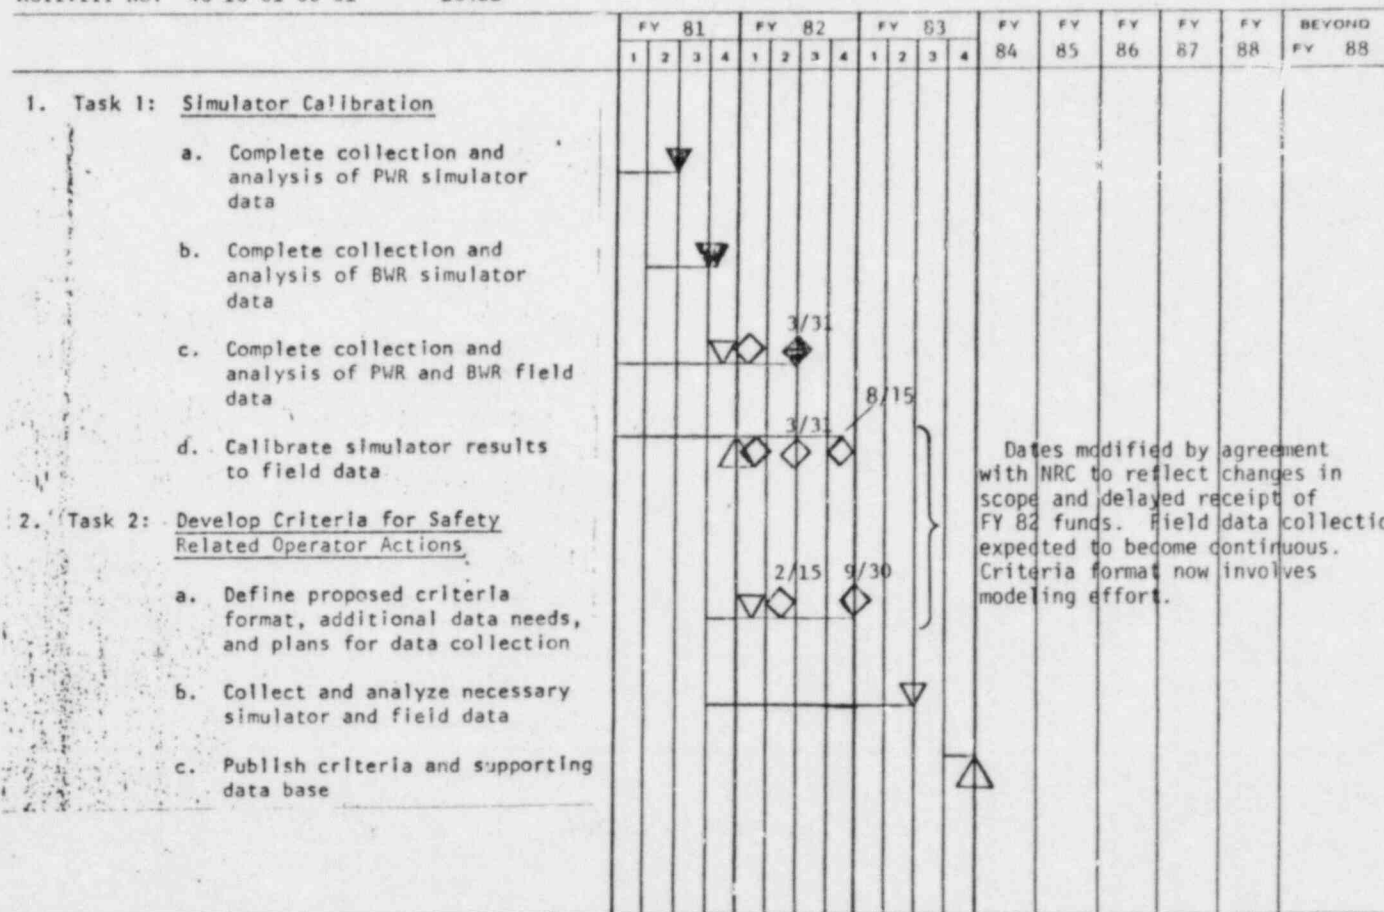 FY 81 FY 82 FY 83 FY FY FY FY FY BEYOND
1 2 3 4 1 2 3 4 1 2 3 4 84 85 86 87 88 FY 88
1. Task 1: Simulator Calibration
a. Complete collection and
analysis of PWR simulator
data
b. Complete collection and
analysis of BWR simulator
data
3/31
c. Complete collection and
analysis of PWR and BWR field
data
8/15
3/31
d. Calibrate simulator results
to field data
Dates modified by agreement
with NRC to reflect changes in
scope and delayed receipt of
FY 82 funds. Field data collectio
expected to become continuous.
Criteria format now involves
modeling effort.
2. Task 2: Develop Criteria for Safety
Related Operator Actions
2/15 9/30
a. Define proposed criteria
format, additional data needs,
and plans for data collection
b. Collect and analyze necessary
simulator and field data
c. Publish criteria and supporting
data base